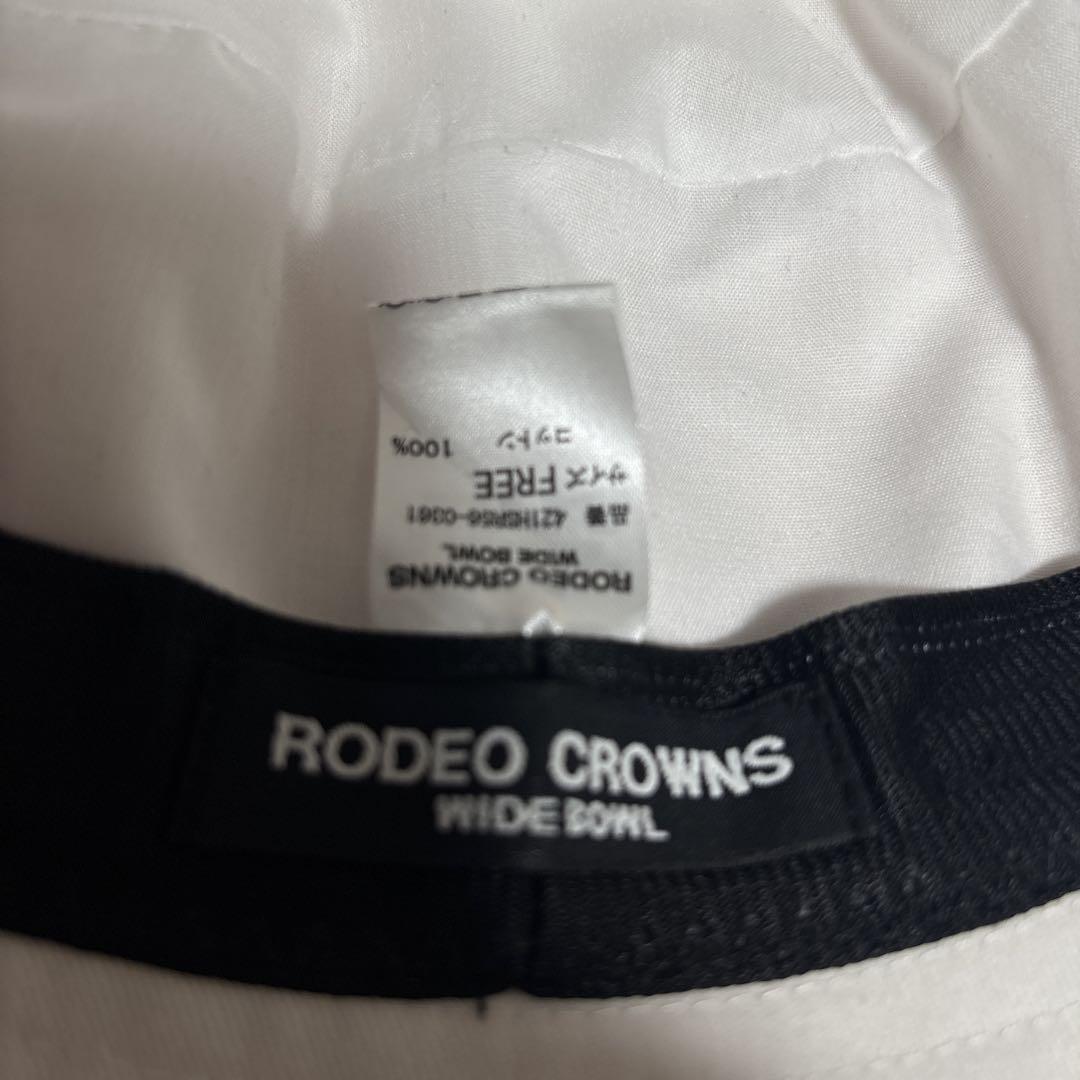 RODEO CROWNS
WIDE BOWL
品番 421HGR56-0361
サイズ FREE
コットン 100%
RODEO CROWNS
WIDE BOWL